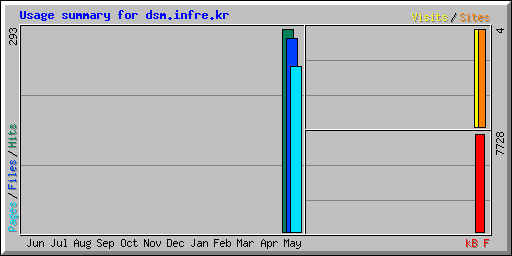 Usage summary for dsm.infre.kr
Visits/Sites
293
4
Pages/Files/Hits
7728
Jun Jul Aug Sep Oct Nov Dec Jan Feb Mar Apr May
kB F